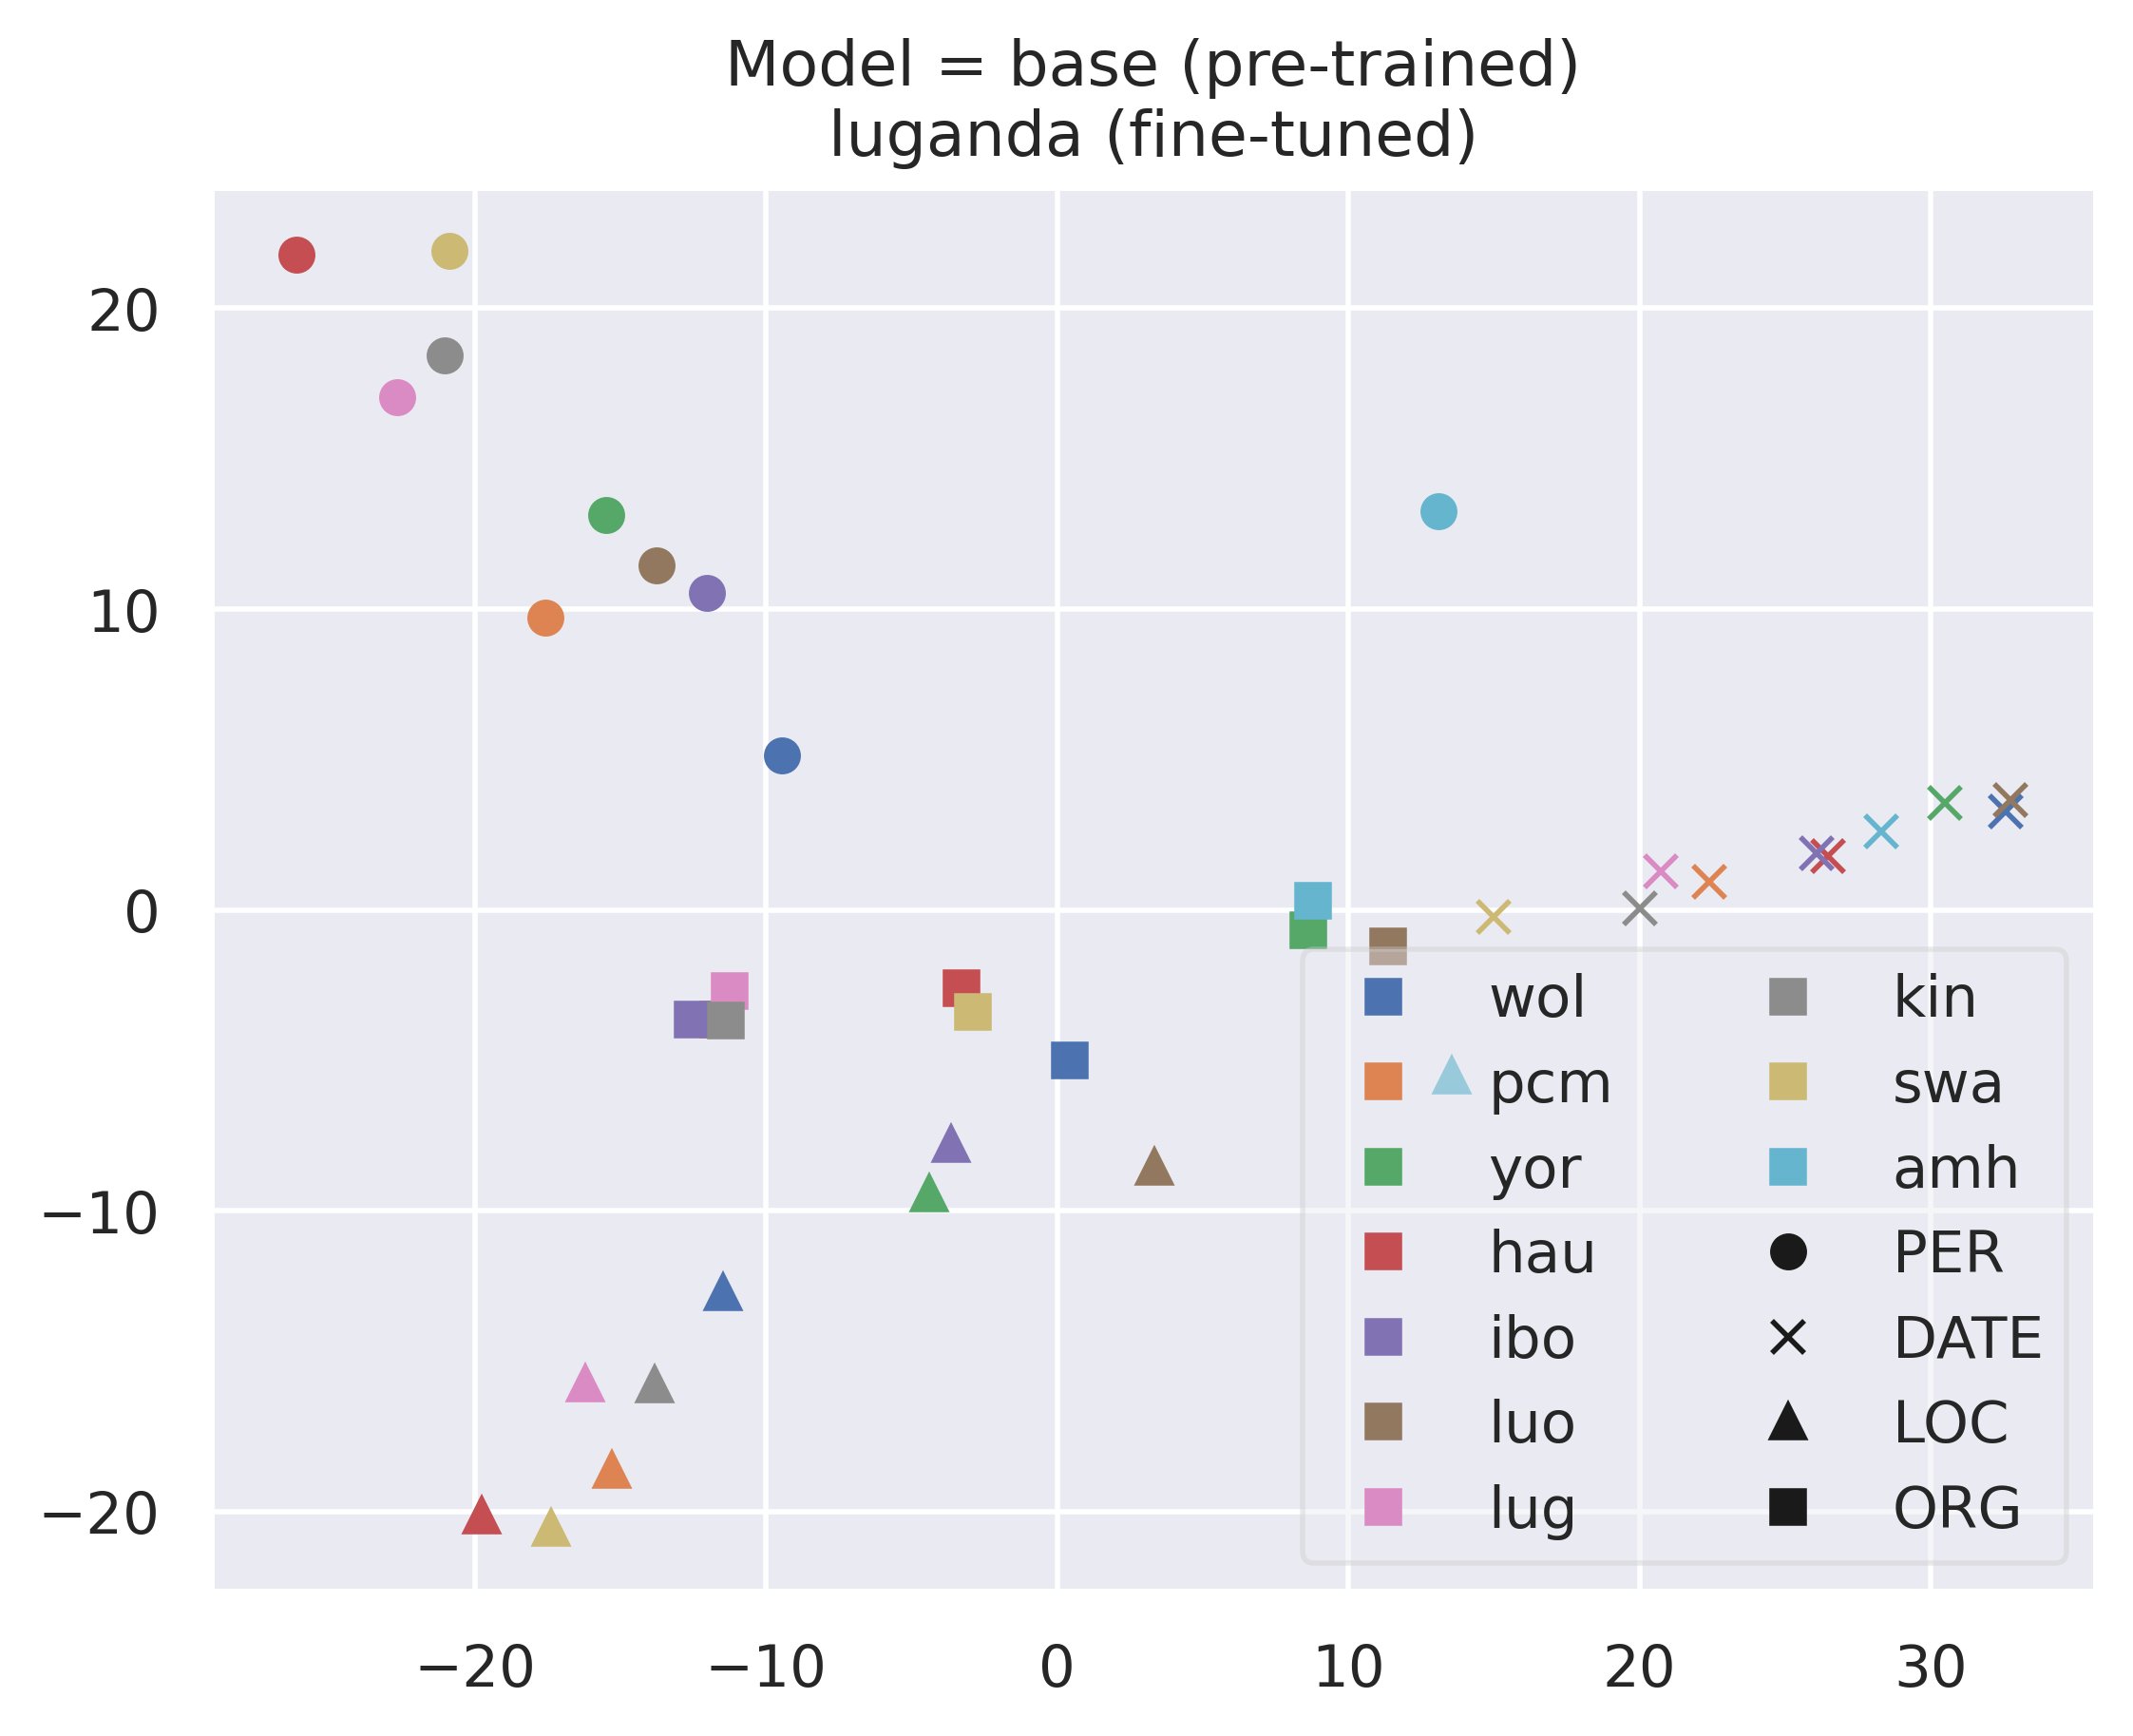 Model = base (pre-trained)
luganda (fine-tuned)
20
10
0
−10
−20
wol
pcm
yor
hau
ibo
luo
lug
kin
swa
amh
PER
DATE
LOC
ORG
−20
−10
0
10
20
30